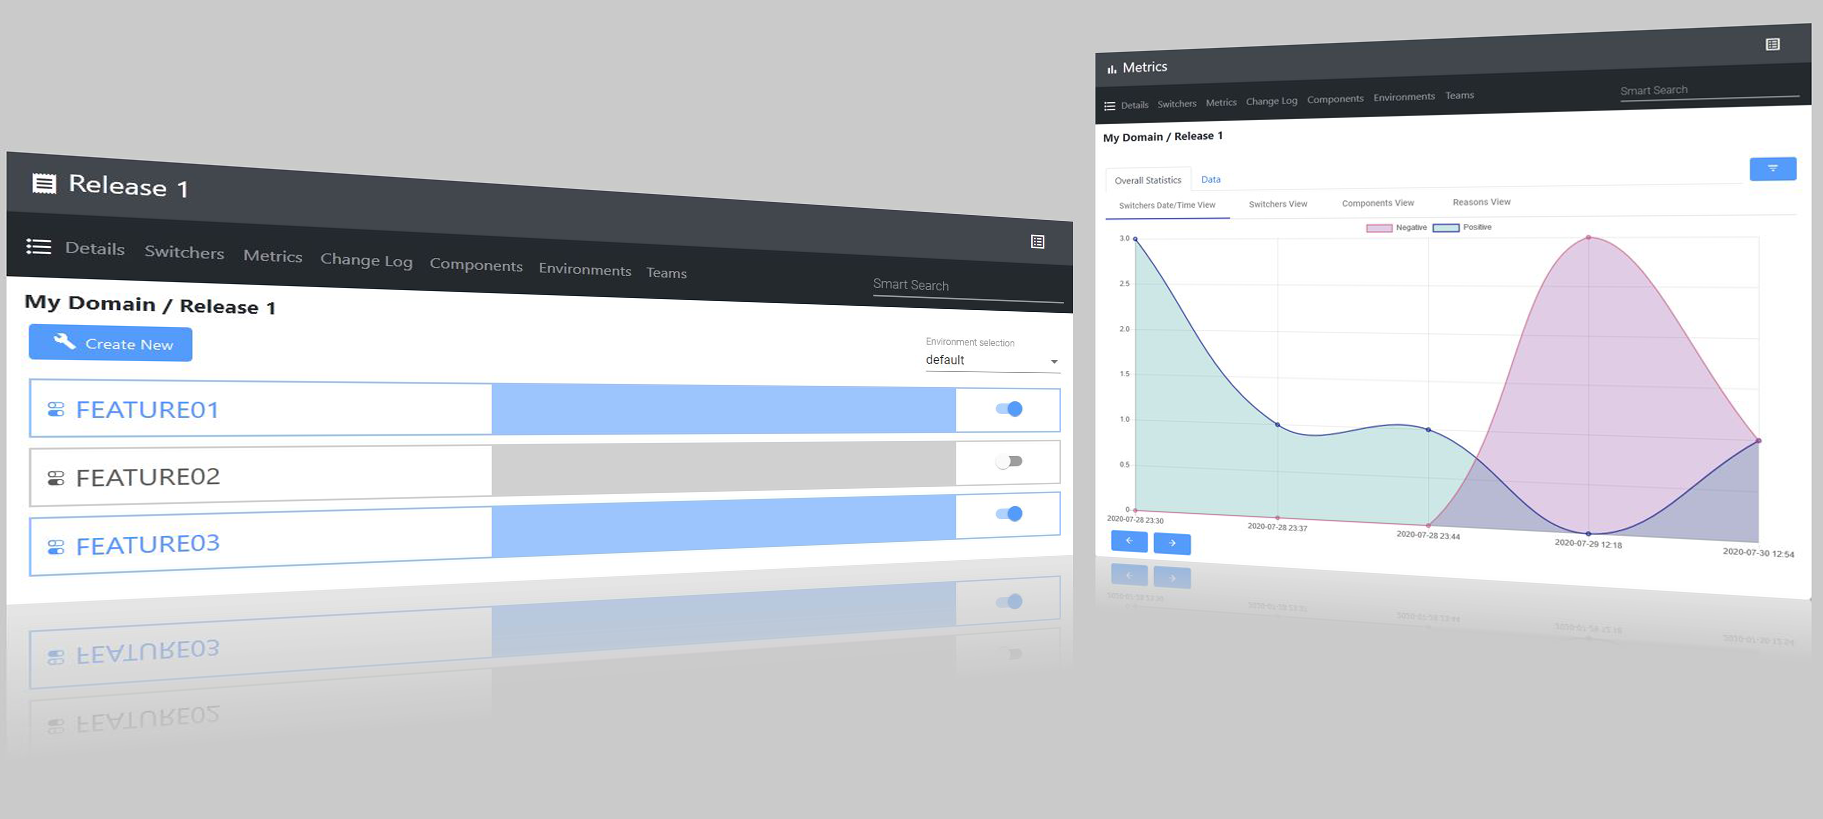 Release 1
Details Switchers Metrics Change Log Components Environments Teams
Smart Search
My Domain / Release 1
Create New
Environment selection
default
FEATURE01
FEATURE02
FEATURE03
FEATURE03
FEATURE02
Metrics
Details Switchers Metrics Change Log Components Environments Teams
Smart Search
My Domain / Release 1
Overall Statistics Data
Switchers Date/Time View Switchers View Components View Reasons View
Negative Positive
3.0
2.5
2.0
1.5
1.0
0.5
0
2020-07-28 23:30 2020-07-28 23:37 2020-07-28 23:44 2020-07-29 12:18 2020-07-30 12:54